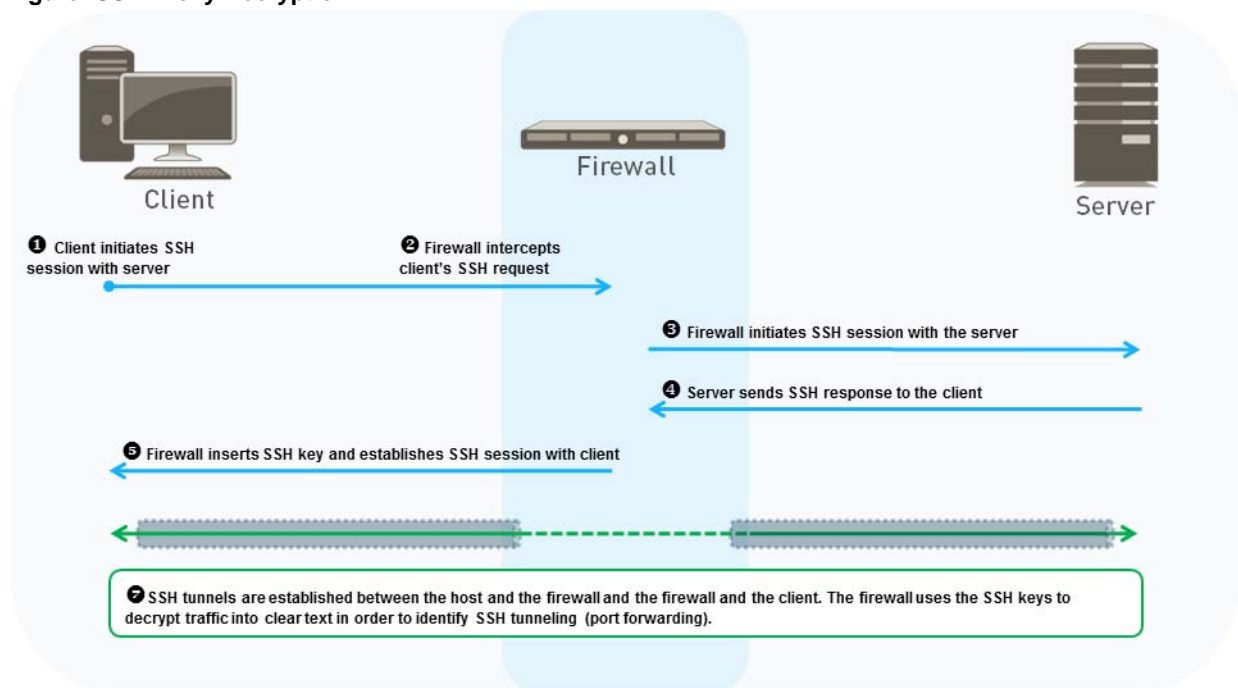 Client
Firewall
Server
❶ Client initiates SSH
session with server
❷ Firewall intercepts
client's SSH request
❸ Firewall initiates SSH session with the server
❹ Server sends SSH response to the client
❺ Firewall inserts SSH key and establishes SSH session with client
❼ SSH tunnels are established between the host and the firewall and the firewall and the client. The firewall uses the SSH keys to
decrypt traffic into clear text in order to identify SSH tunneling (port forwarding).